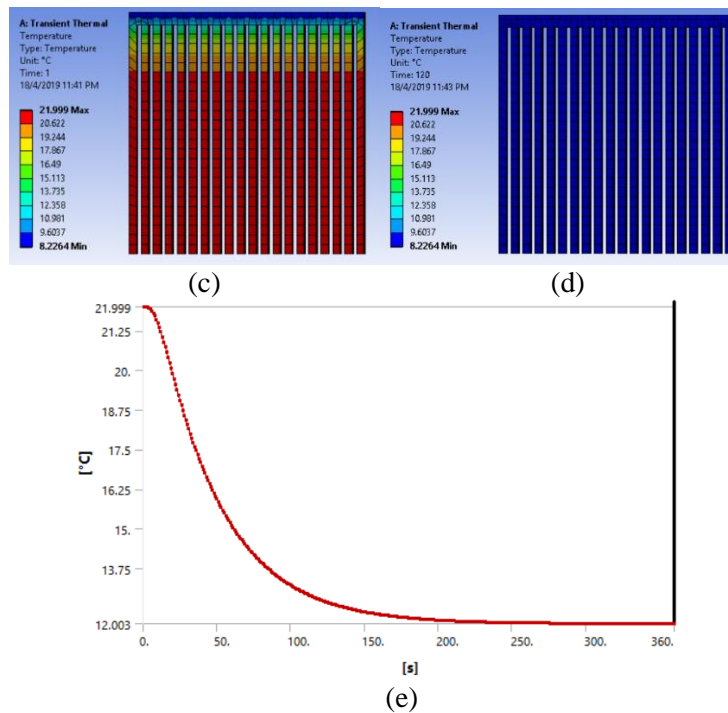 A: Transient Thermal
Temperature
Type: Temperature
Unit: °C
Time: 1
18/4/2019 11:41 PM
21.999 Max
20.622
19.244
17.867
16.49
15.113
13.735
12.358
10.981
9.6037
8.2264 Min
(c)
A: Transient Thermal
Temperature
Type: Temperature
Unit: °C
Time: 120
18/4/2019 11:43 PM
21.999 Max
20.622
19.244
17.867
16.49
15.113
13.735
12.358
10.981
9.6037
8.2264 Min
(d)
21.999
21.25
20.
18.75
17.5
[°C]
16.25
15.
13.75
12.003
0. 50. 100. 150. 200. 250. 300. 360.
[s]
(e)